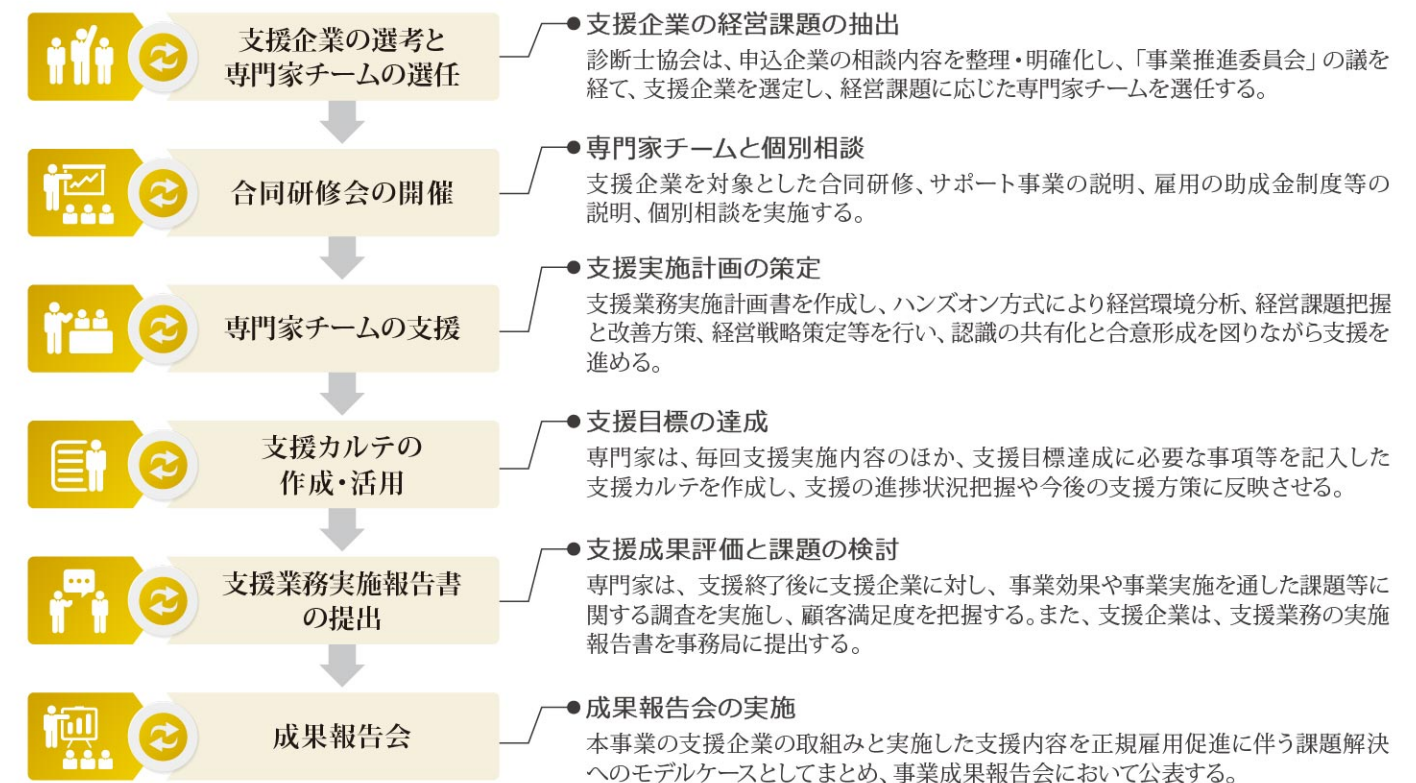 支援企業の選考と
専門家チームの選任
●支援企業の経営課題の抽出
診断士協会は、申込企業の相談内容を整理・明確化し、「事業推進委員会」の議を
経て、支援企業を選定し、経営課題に応じた専門家チームを選任する。
合同研修会の開催
●専門家チームと個別相談
支援企業を対象とした合同研修、サポート事業の説明、雇用の助成金制度等の
説明、個別相談を実施する。
専門家チームの支援
●支援実施計画の策定
支援業務実施計画書を作成し、ハンズオン方式により経営環境分析、経営課題把握
と改善方策、経営戦略策定等を行い、認識の共有化と合意形成を図りながら支援を
進める。
支援カルテの
作成・活用
●支援目標の達成
専門家は、毎回支援実施内容のほか、支援目標達成に必要な事項等を記入した
支援カルテを作成し、支援の進捗状況把握や今後の支援方策に反映させる。
支援業務実施報告書
の提出
●支援成果評価と課題の検討
専門家は、支援終了後に支援企業に対し、事業効果や事業実施を通した課題等に
関する調査を実施し、顧客満足度を把握する。また、支援企業は、支援業務の実施
報告書を事務局に提出する。
成果報告会
●成果報告会の実施
本事業の支援企業の取組みと実施した支援内容を正規雇用促進に伴う課題解決
へのモデルケースとしてまとめ、事業成果報告会において公表する。